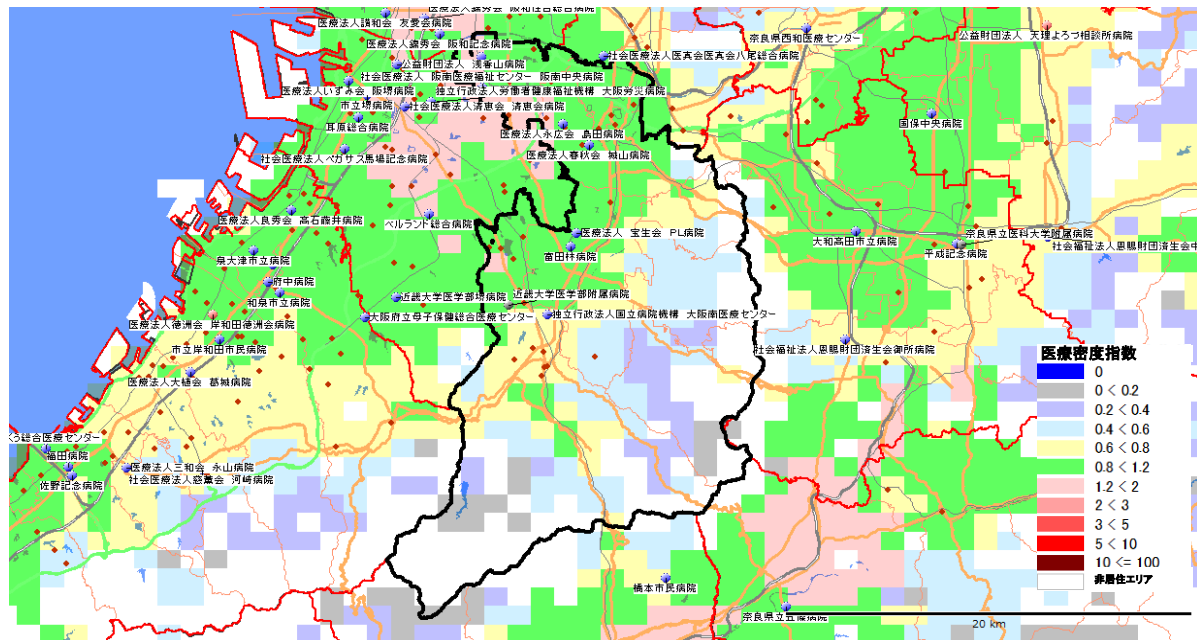 医療法人錦秀会 阪和住吉総合病院
医療法人讃和会 友愛会病院
医療法人錦秀会 阪和記念病院
奈良県西和医療センター
公益財団法人 天理よろづ相談所病院
公益財団法人 浅香山病院
社会医療法人医真会医真会八尾総合病院
社会医療法人 阪南医療福祉センター 阪南中央病院
医療法人いずみ会 阪堺病院
独立行政法人労働者健康福祉機構 大阪労災病院
市立堺病院
社会医療法人清恵会 清恵会病院
耳原総合病院
医療法人永広会 島田病院
国保中央病院
社会医療法人ペガサス馬場記念病院
医療法人春秋会 城山病院
医療法人良秀会 高石藤井病院
ベルランド総合病院
医療法人 宝生会 PL病院
大和高田市立病院
奈良県立医科大学附属病院
社会福祉法人恩賜財団済生会中
平成記念病院
泉大津市立病院
富田林病院
府中病院
和泉市立病院
近畿大学医学部堺病院
近畿大学医学部附属病院
大阪府立母子保健総合医療センター
独立行政法人国立病院機構 大阪南医療センター
医療法人徳洲会 岸和田徳洲会病院
市立岸和田市民病院
社会福祉法人恩賜財団済生会御所病院
医療法人大植会 葛城病院
くう総合医療センター
福田病院
医療法人三和会 永山病院
佐野記念病院
社会医療法人慈薫会 河崎病院
橋本市民病院
奈良県立五條病院
医療密度指数
0
0 < 0.2
0.2 < 0.4
0.4 < 0.6
0.6 < 0.8
0.8 < 1.2
1.2 < 2
2 < 3
3 < 5
5 < 10
10 <= 100
非居住エリア
20 km